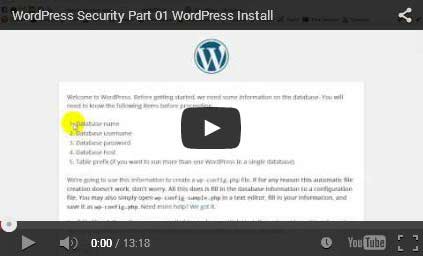 WordPress Security Part 01 WordPress Install
Welcome to WordPress. Before getting started, we need some information on the database. You will
need to know the following items before proceeding.
1. Database name
2. Database username
3. Database password
4. Database host
5. Table prefix (if you want to run more than one WordPress in a single database)
We're going to use this information to create a wp-config.php file. If for any reason this automatic file
creation doesn't work, don't worry. All this does is fill in the database information to a configuration
file. You may also simply open wp-config-sample.php in a text editor, fill in your information, and
save it as wp-config.php. Need more help? We got it.
0:00 / 13:18
YouTube